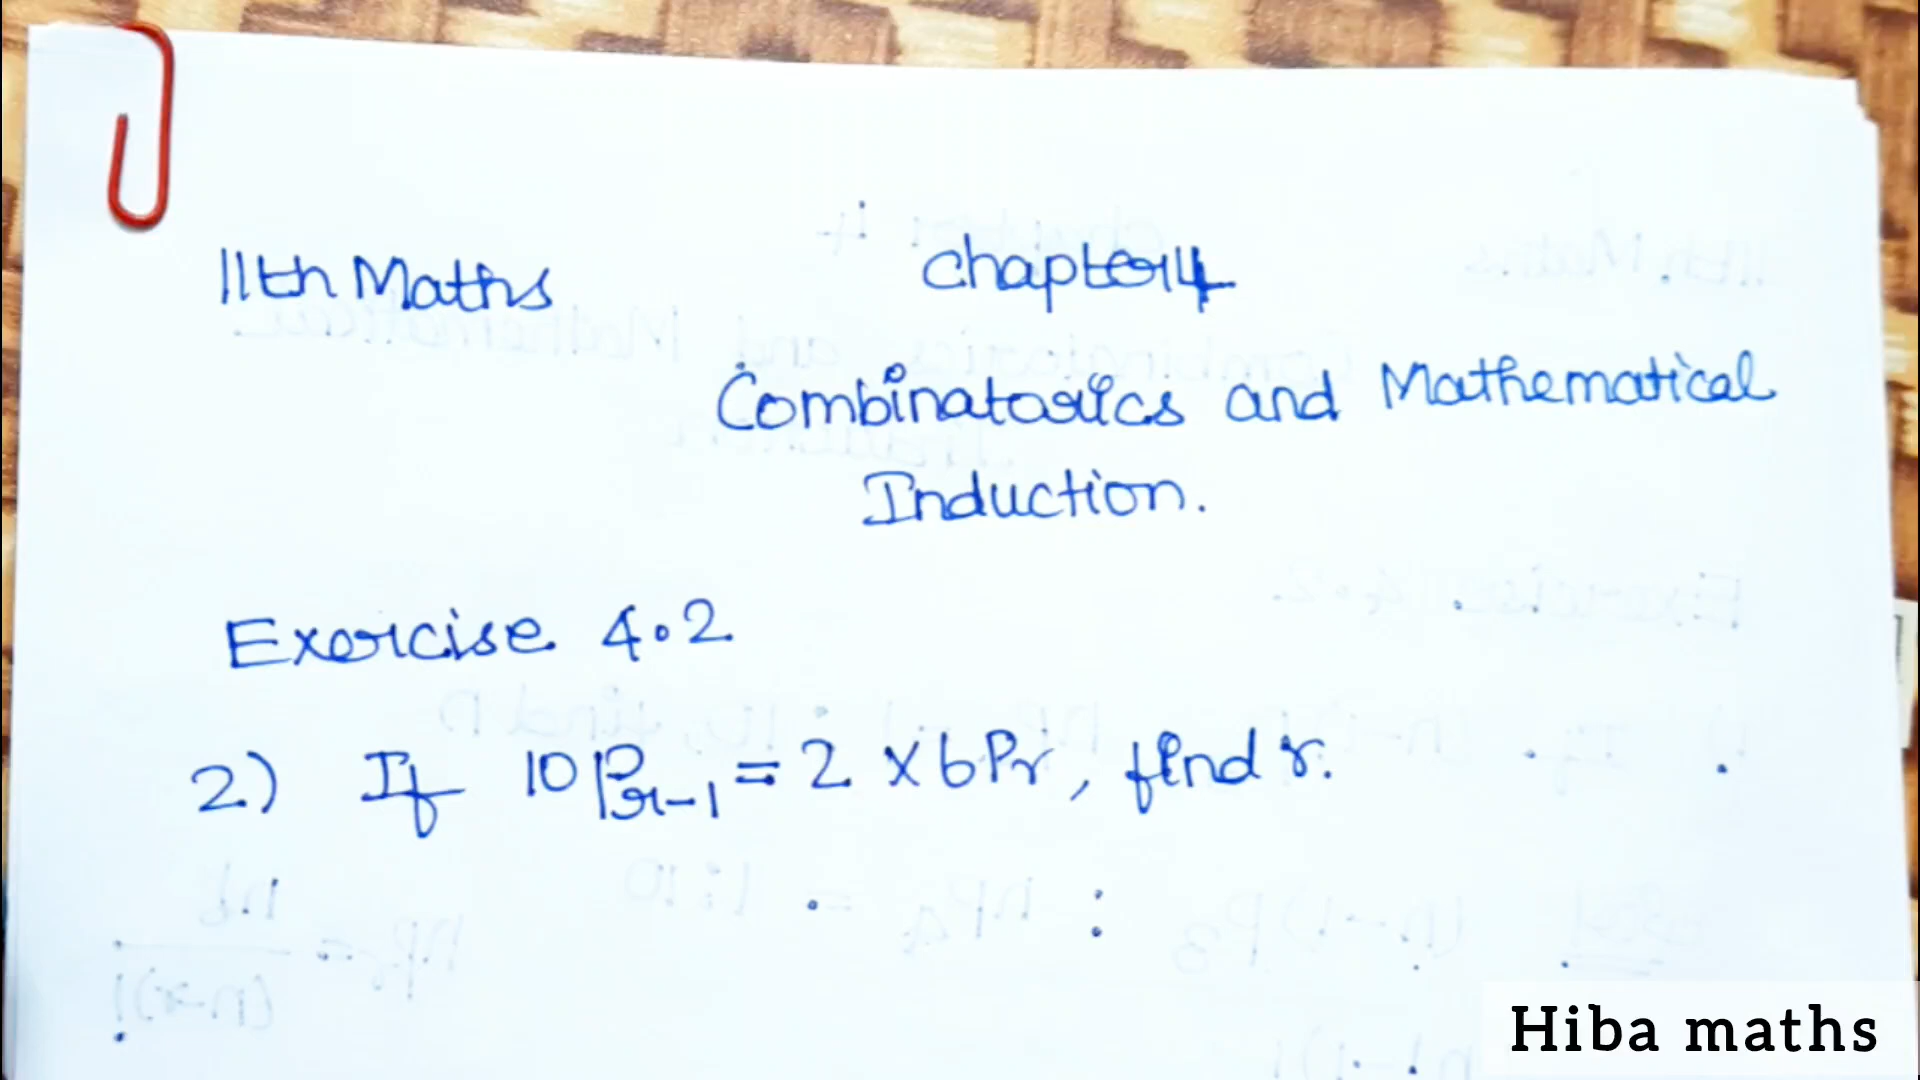 11th Maths Chapter 4
Combinatorics and Mathematical
Induction.
Exercise 4.2
2) If 10Pr-1 = 2 x 6Pr, find r.
Hiba maths